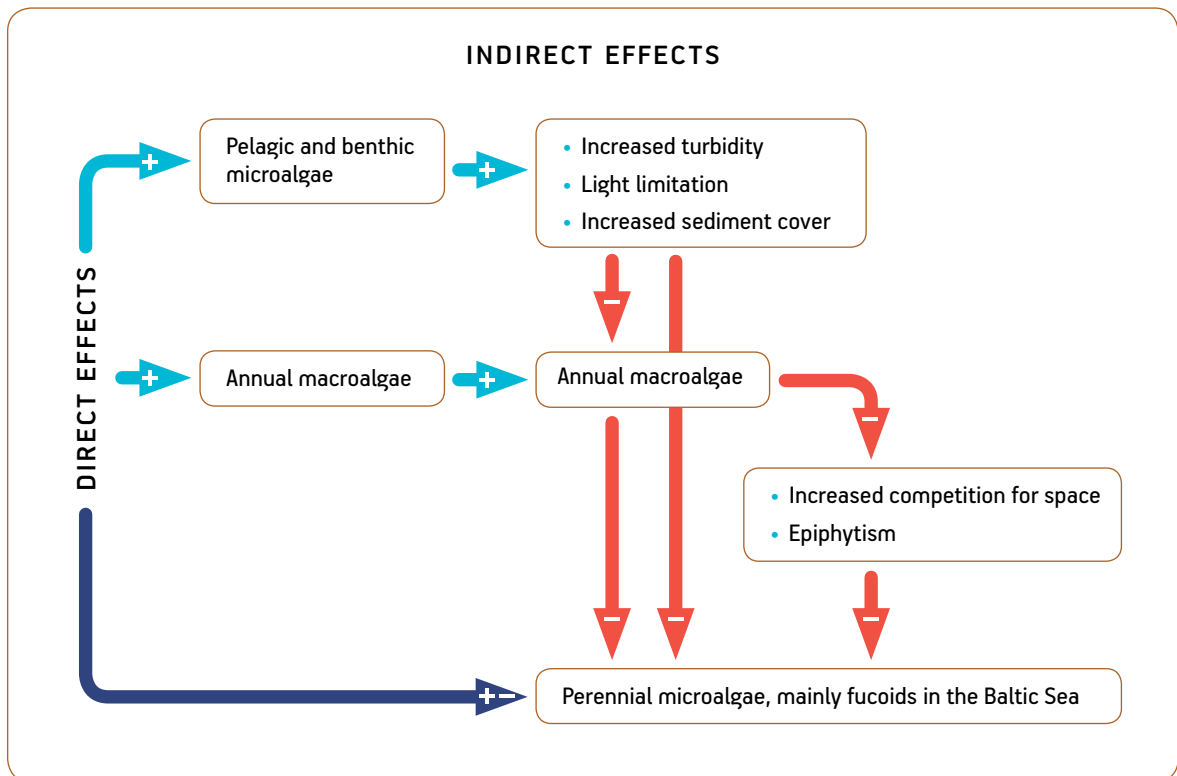 INDIRECT EFFECTS
Pelagic and benthic
microalgae
• Increased turbidity
• Light limitation
• Increased sediment cover
DIRECT EFFECTS
Annual macroalgae
Annual macroalgae
• Increased competition for space
• Epiphytism
Perennial microalgae, mainly fucoids in the Baltic Sea